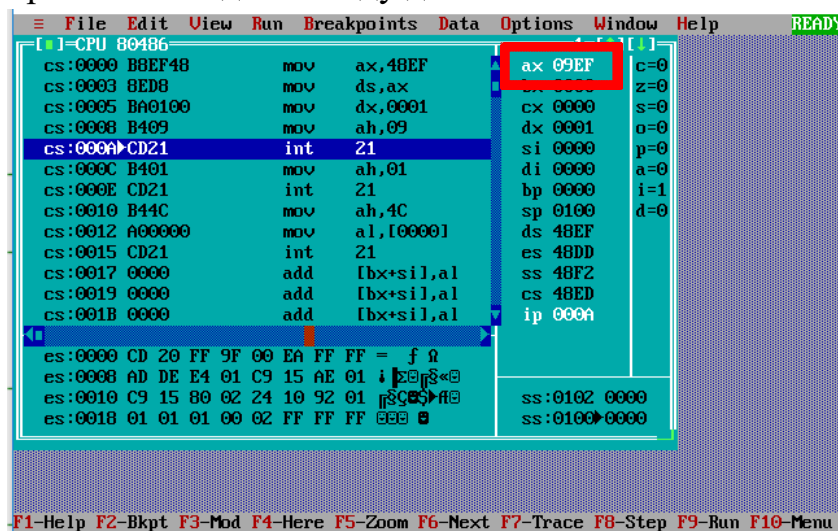 ≡ File Edit View Run Breakpoints Data Options Window Help READY
=[■]=CPU 80486
cs:0000 B8EF48 mov ax,48EF
cs:0003 8ED8 mov ds,ax
cs:0005 BA0100 mov dx,0001
cs:0008 B409 mov ah,09
cs:000A►CD21 int 21
cs:000C B401 mov ah,01
cs:000E CD21 int 21
cs:0010 B44C mov ah,4C
cs:0012 A00000 mov al,[0000]
cs:0015 CD21 int 21
cs:0017 0000 add [bx+si],al
cs:0019 0000 add [bx+si],al
cs:001B 0000 add [bx+si],al
ax 09EF c=0
z=0
cx 0000 s=0
dx 0001 o=0
si 0000 p=0
di 0000 a=0
bp 0000 i=1
sp 0100 d=0
ds 48EF
es 48DD
ss 48F2
cs 48ED
ip 000A
es:0000 CD 20 FF 9F 00 EA FF FF = ƒ Ω
es:0008 AD DE E4 01 C9 15 AE 01
es:0010 C9 15 80 02 24 10 92 01
es:0018 01 01 01 00 02 FF FF FF
ss:0102 0000
ss:0100►0000
F1-Help F2-Bkpt F3-Mod F4-Here F5-Zoom F6-Next F7-Trace F8-Step F9-Run F10-Menu